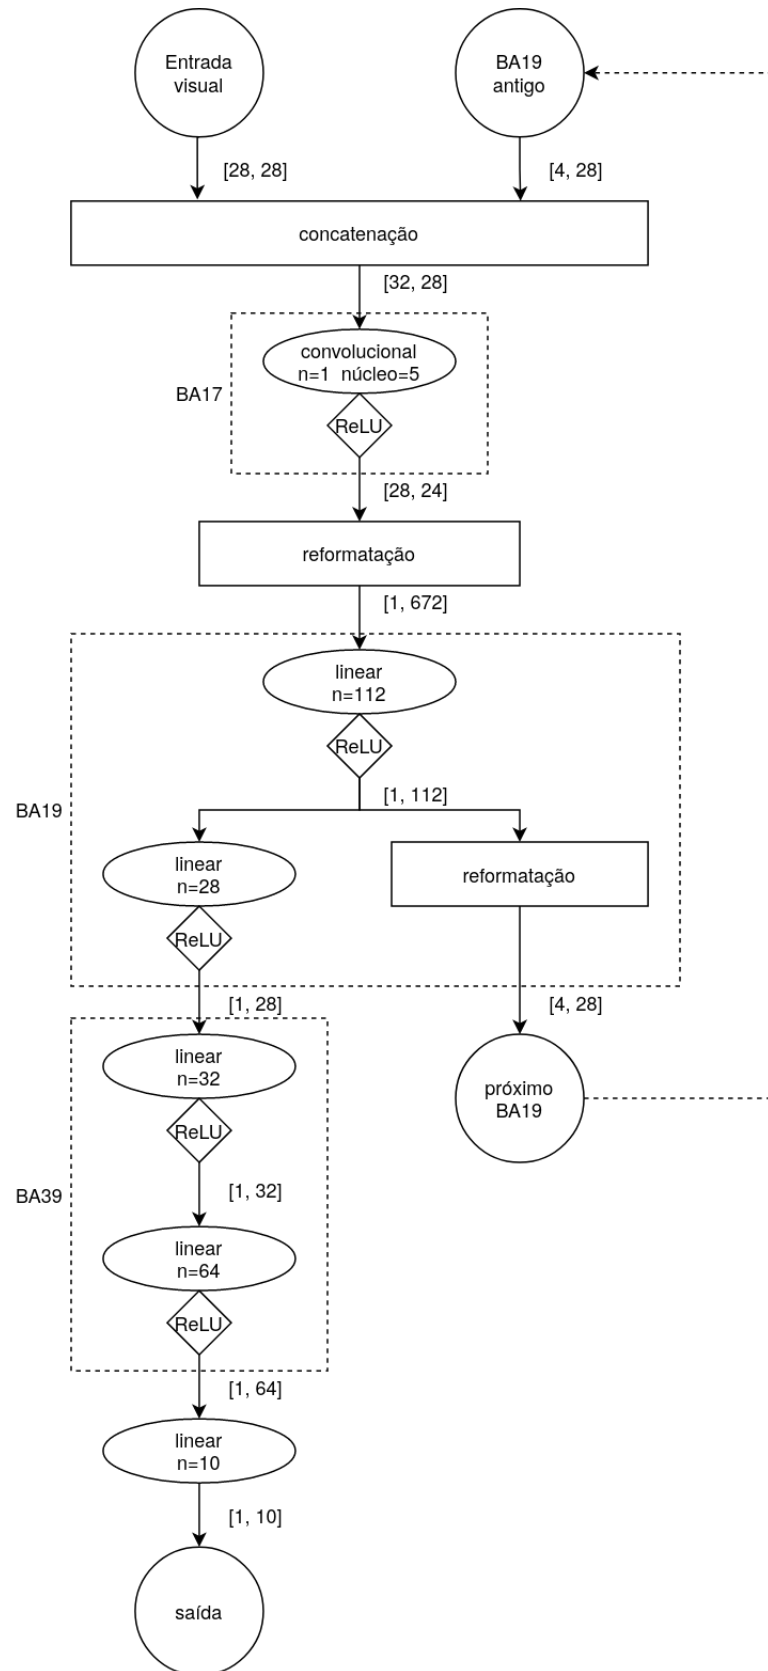 Entrada
visual
BA19
antigo
[28, 28]
[4, 28]
concatenação
[32, 28]
convolucional
n=1 núcleo=5
BA17
ReLU
[28, 24]
reformatação
[1, 672]
linear
n=112
ReLU
[1, 112]
BA19
linear
n=28
reformatação
ReLU
[1, 28]
[4, 28]
linear
n=32
próximo
BA19
ReLU
[1, 32]
BA39
linear
n=64
ReLU
[1, 64]
linear
n=10
[1, 10]
saída